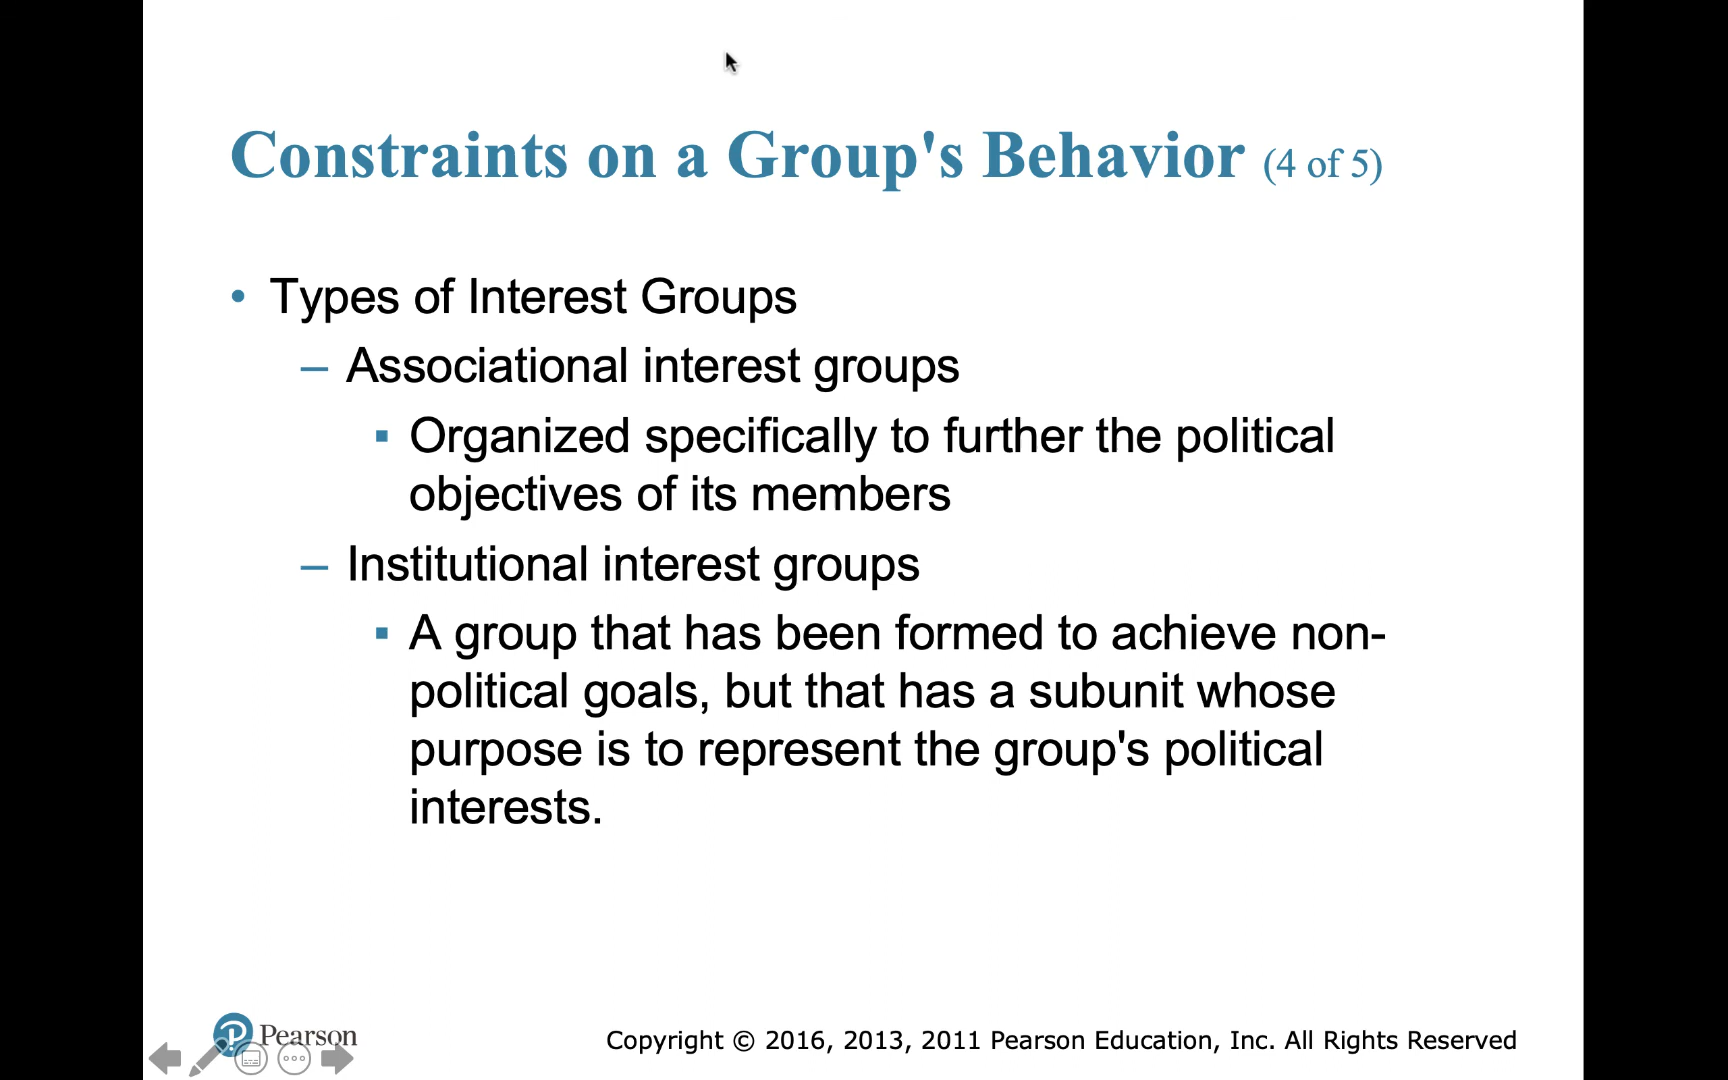 Constraints on a Group's Behavior (4 of 5)
• Types of Interest Groups
– Associational interest groups
▪ Organized specifically to further the political
objectives of its members
– Institutional interest groups
▪ A group that has been formed to achieve non-
political goals, but that has a subunit whose
purpose is to represent the group's political
interests.
Pearson
Copyright © 2016, 2013, 2011 Pearson Education, Inc. All Rights Reserved